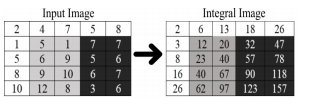 Input Image Integral Image
2 4 7 5 8 2 6 13 18 26
1 5 1 7 7 3 12 20 32 47
5 6 9 5 6 8 23 40 57 78
8 9 10 6 7 16 40 67 90 118
10 12 8 3 6 26 62 97 123 157